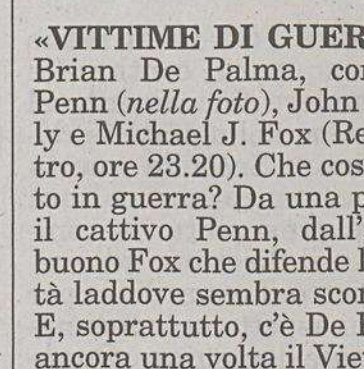 «VITTIME DI GUER
Brian De Palma, co
Penn (nella foto), John
ly e Michael J. Fox (Re
tro, ore 23.20). Che cos
to in guerra? Da una p
il cattivo Penn, dall'
buono Fox che difende l
tà laddove sembra scor
E, soprattutto, c'è De
ancora una volta il Vie